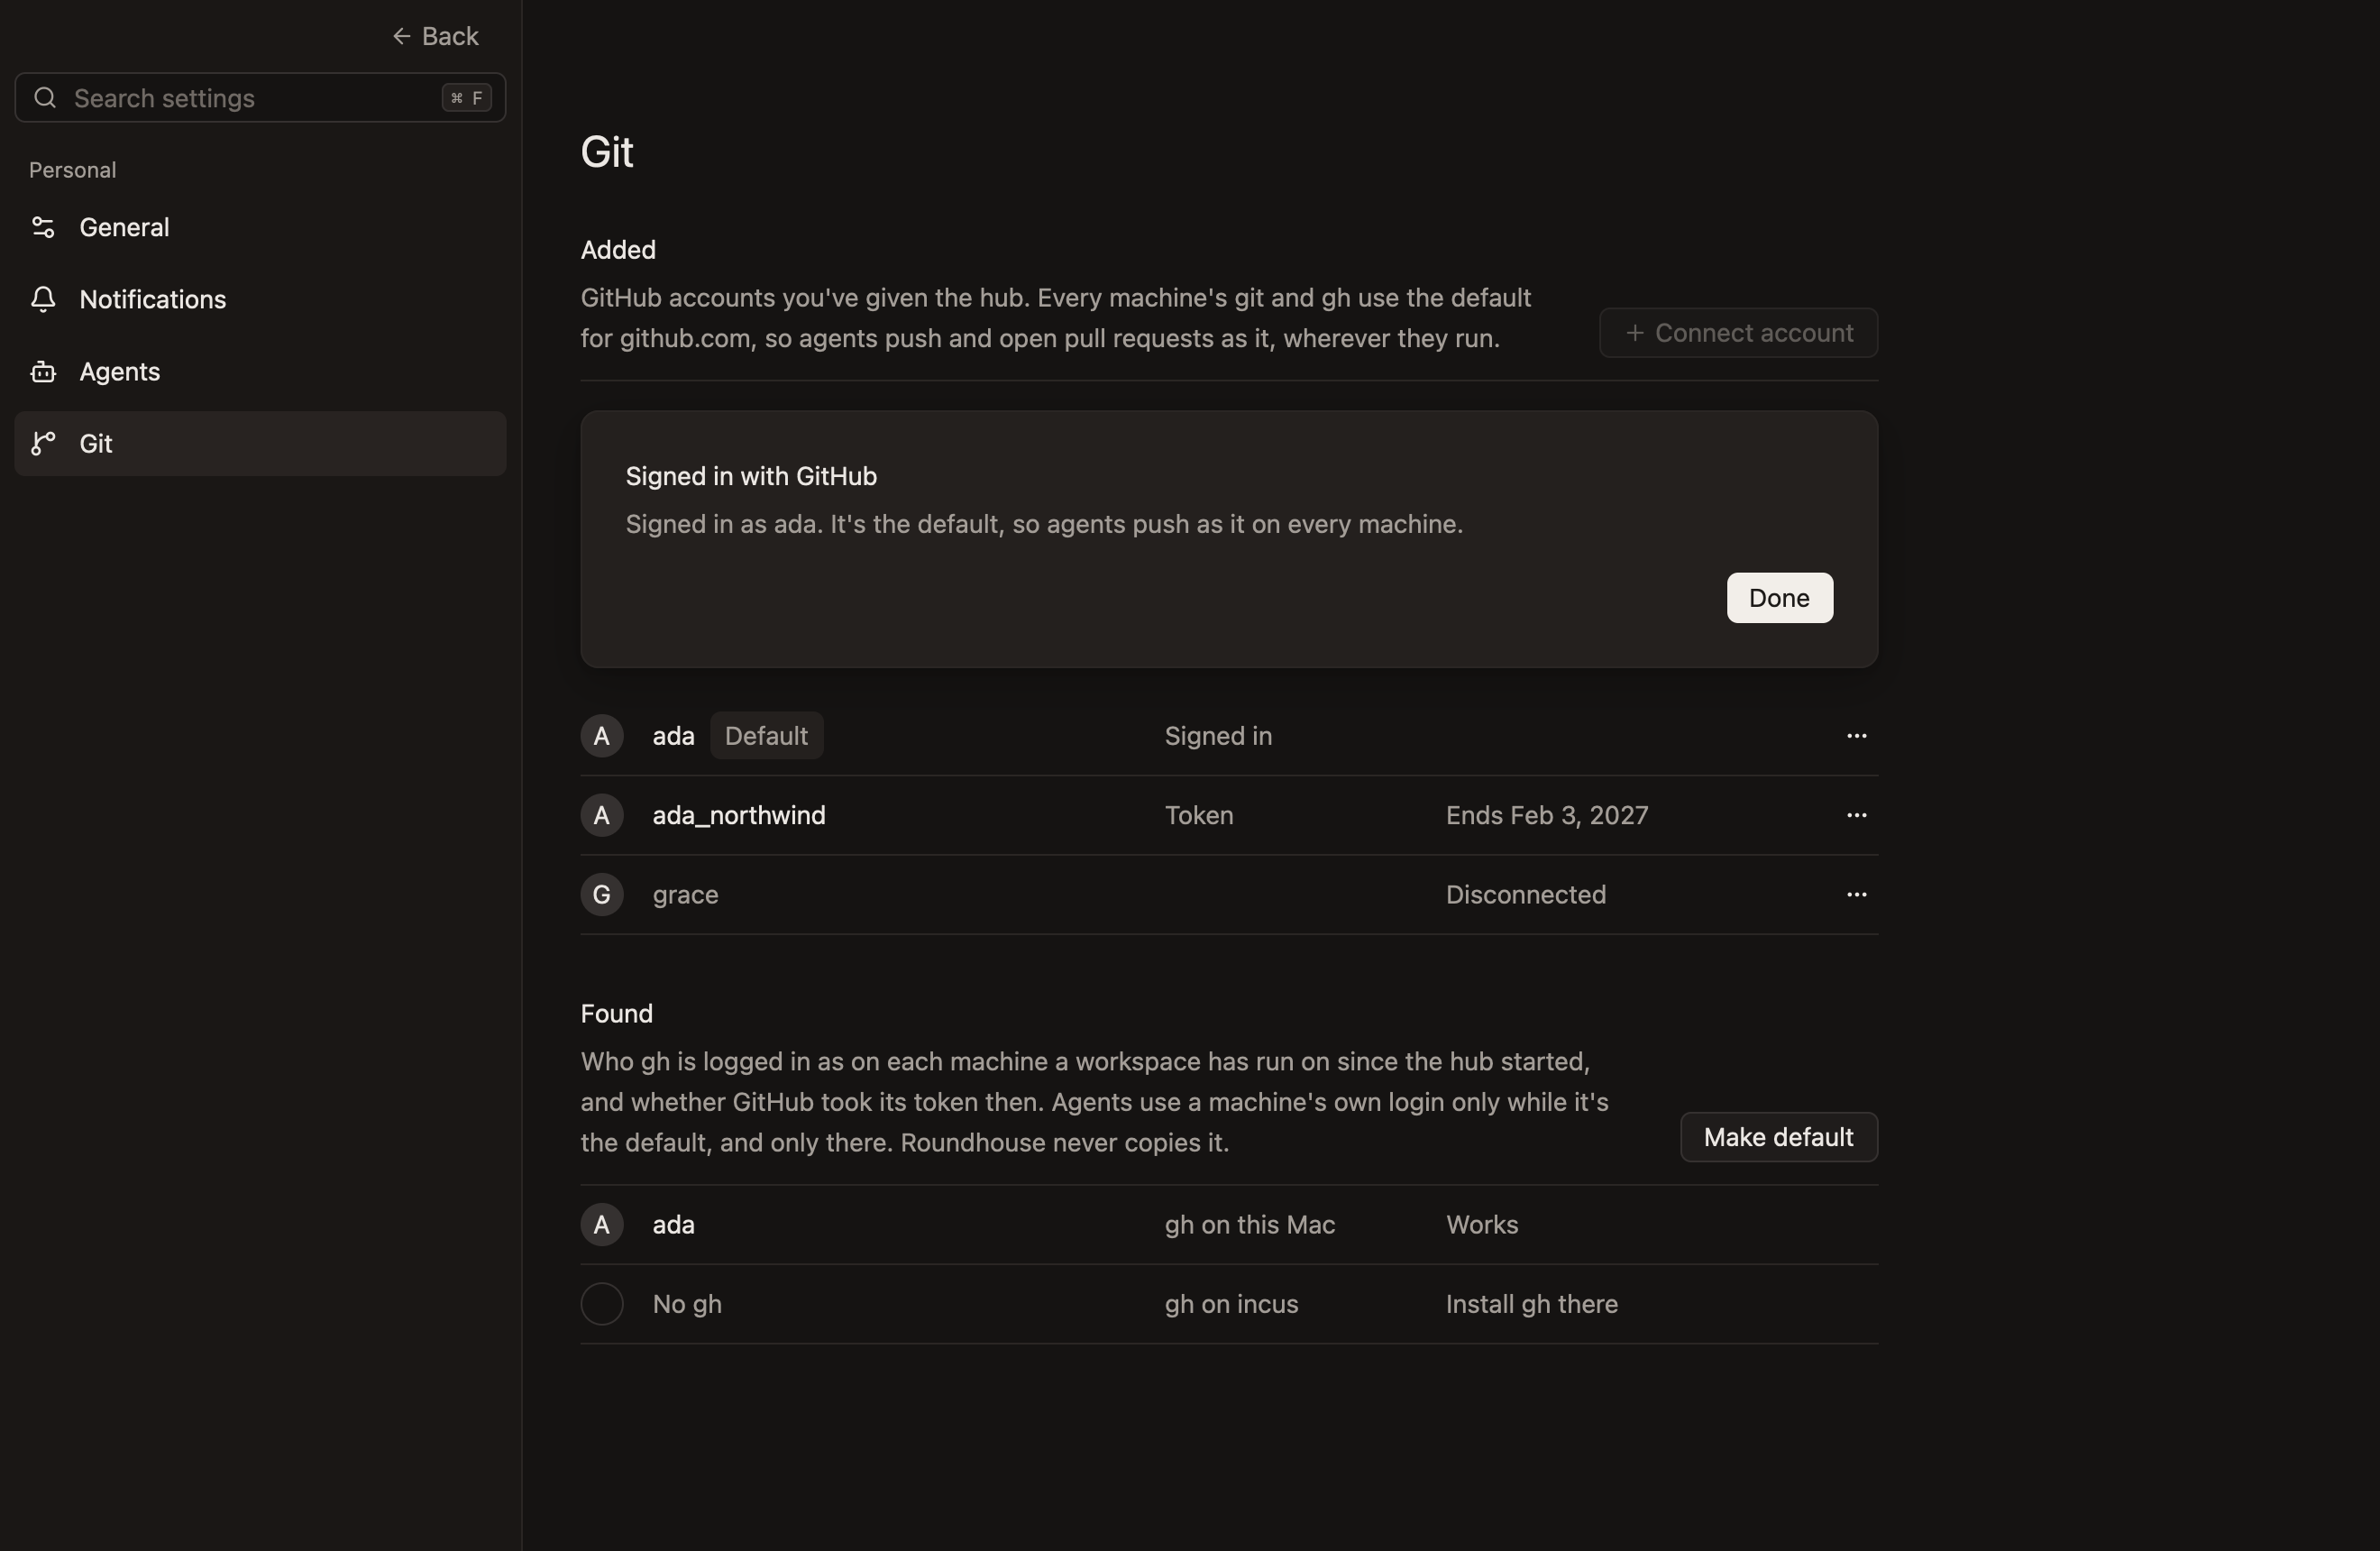 Back
Search settings
⌘ F
Personal
General
Notifications
Agents
Git
Git
Added
GitHub accounts you've given the hub. Every machine's git and gh use the default
for github.com, so agents push and open pull requests as it, wherever they run.
Connect account
Signed in with GitHub
Signed in as ada. It's the default, so agents push as it on every machine.
Done
A ada Default Signed in
A ada_northwind Token Ends Feb 3, 2027
G grace Disconnected
Found
Who gh is logged in as on each machine a workspace has run on since the hub started,
and whether GitHub took its token then. Agents use a machine's own login only while it's
the default, and only there. Roundhouse never copies it.
Make default
A ada gh on this Mac Works
No gh gh on incus Install gh there